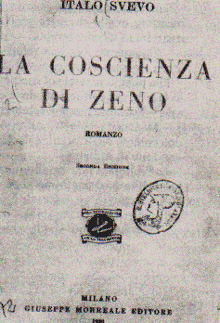 ITALO SVEVO
LA COSCIENZA
DI ZENO
ROMANZO
SECONDA EDIZIONE
MILANO
GIUSEPPE MORREALE EDITORE